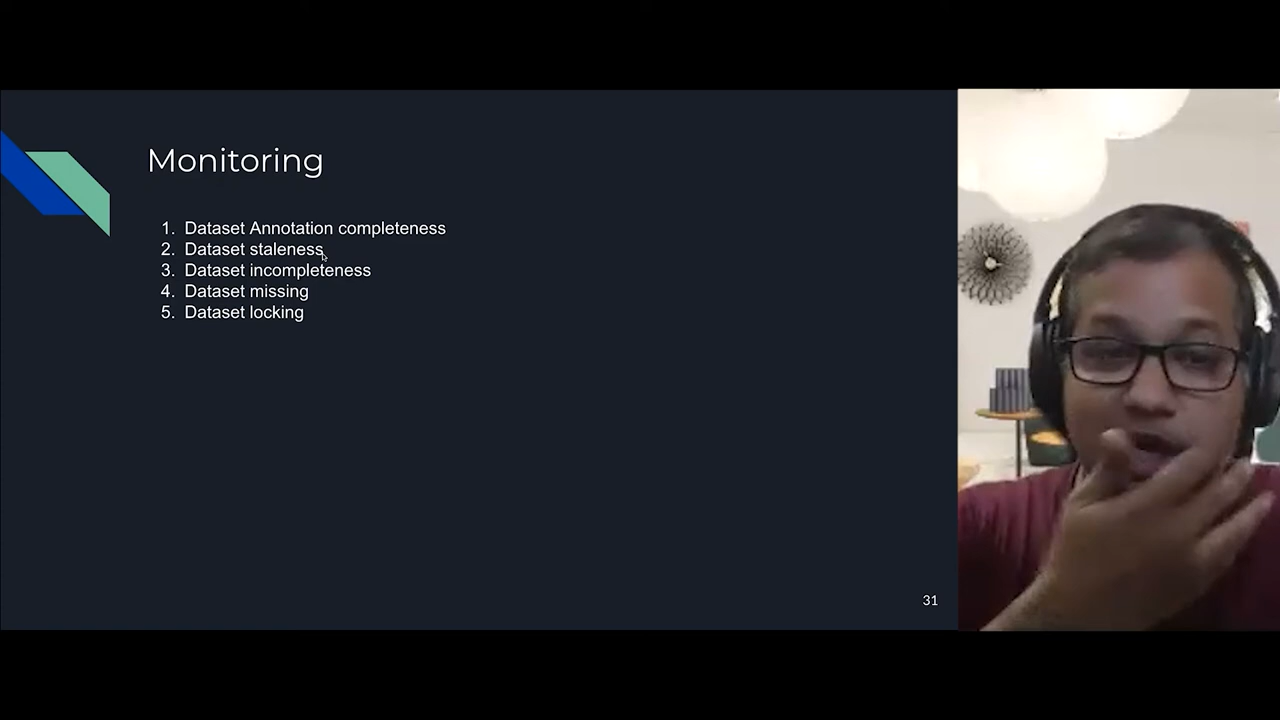 Monitoring
1. Dataset Annotation completeness
2. Dataset staleness
3. Dataset incompleteness
4. Dataset missing
5. Dataset locking
31